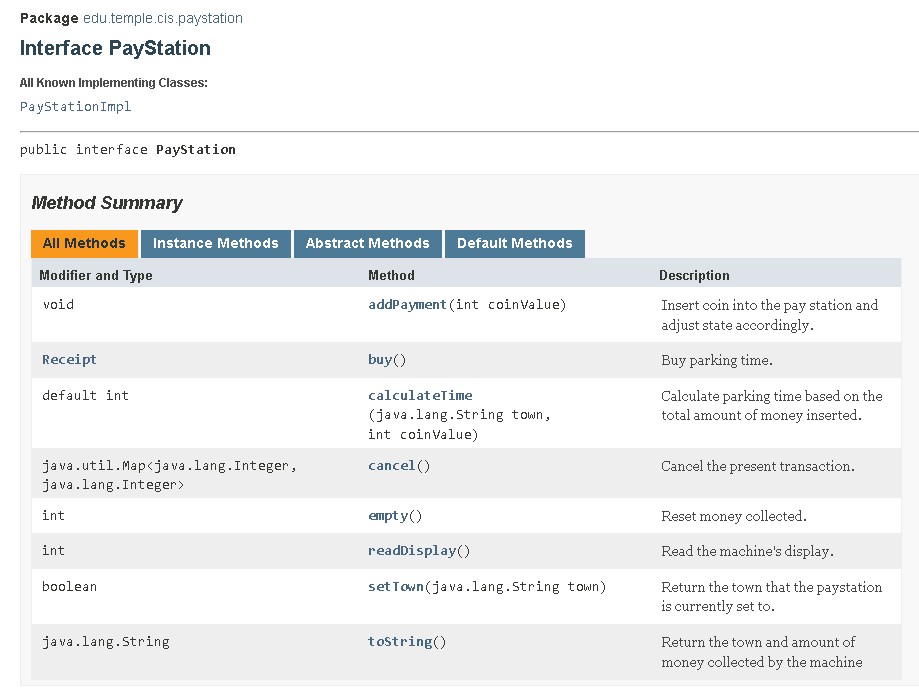 Package edu.temple.cis.paystation
Interface PayStation
All Known Implementing Classes:
PayStationImpl
public interface PayStation
Method Summary
All Methods Instance Methods Abstract Methods Default Methods
Modifier and Type Method Description
void addPayment(int coinValue) Insert coin into the pay station and
adjust state accordingly.
Receipt buy() Buy parking time.
default int calculateTime Calculate parking time based on the
(java.lang.String town, total amount of money inserted.
int coinValue)
java.util.Map<java.lang.Integer, cancel() Cancel the present transaction.
java.lang.Integer>
int empty() Reset money collected.
int readDisplay() Read the machine's display.
boolean setTown(java.lang.String town) Return the town that the paystation
is currently set to.
java.lang.String toString() Return the town and amount of
money collected by the machine